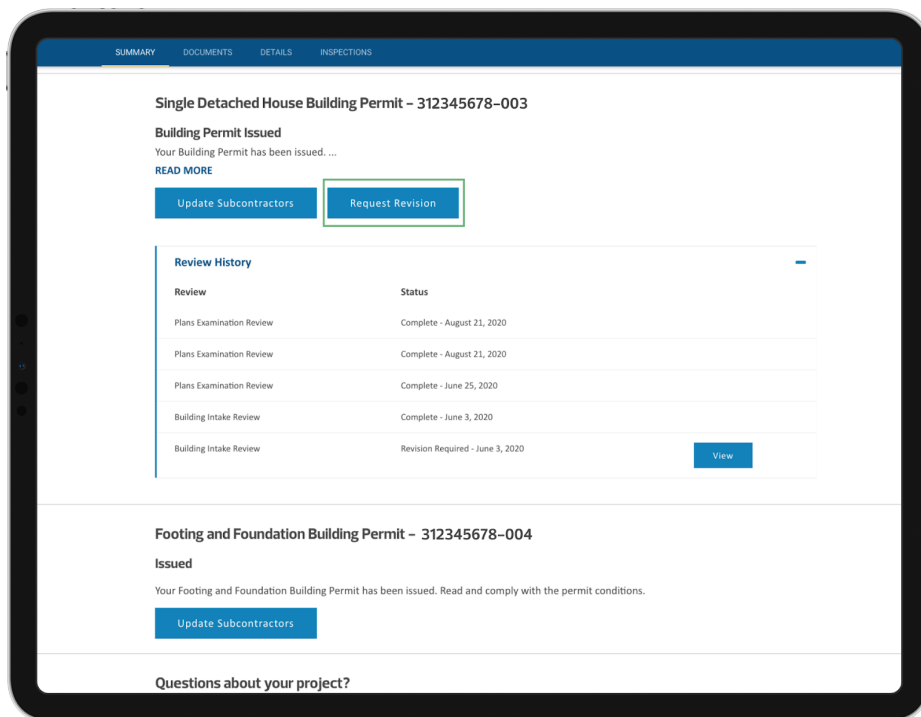 SUMMARY DOCUMENTS DETAILS INSPECTIONS
Single Detached House Building Permit – 312345678-003
Building Permit Issued
Your Building Permit has been issued. ...
READ MORE
Update Subcontractors Request Revision
Review History
Review Status
Plans Examination Review Complete - August 21, 2020
Plans Examination Review Complete - August 21, 2020
Plans Examination Review Complete - June 25, 2020
Building Intake Review Complete - June 3, 2020
Building Intake Review Revision Required - June 3, 2020 View
Footing and Foundation Building Permit – 312345678-004
Issued
Your Footing and Foundation Building Permit has been issued. Read and comply with the permit conditions.
Update Subcontractors
Questions about your project?